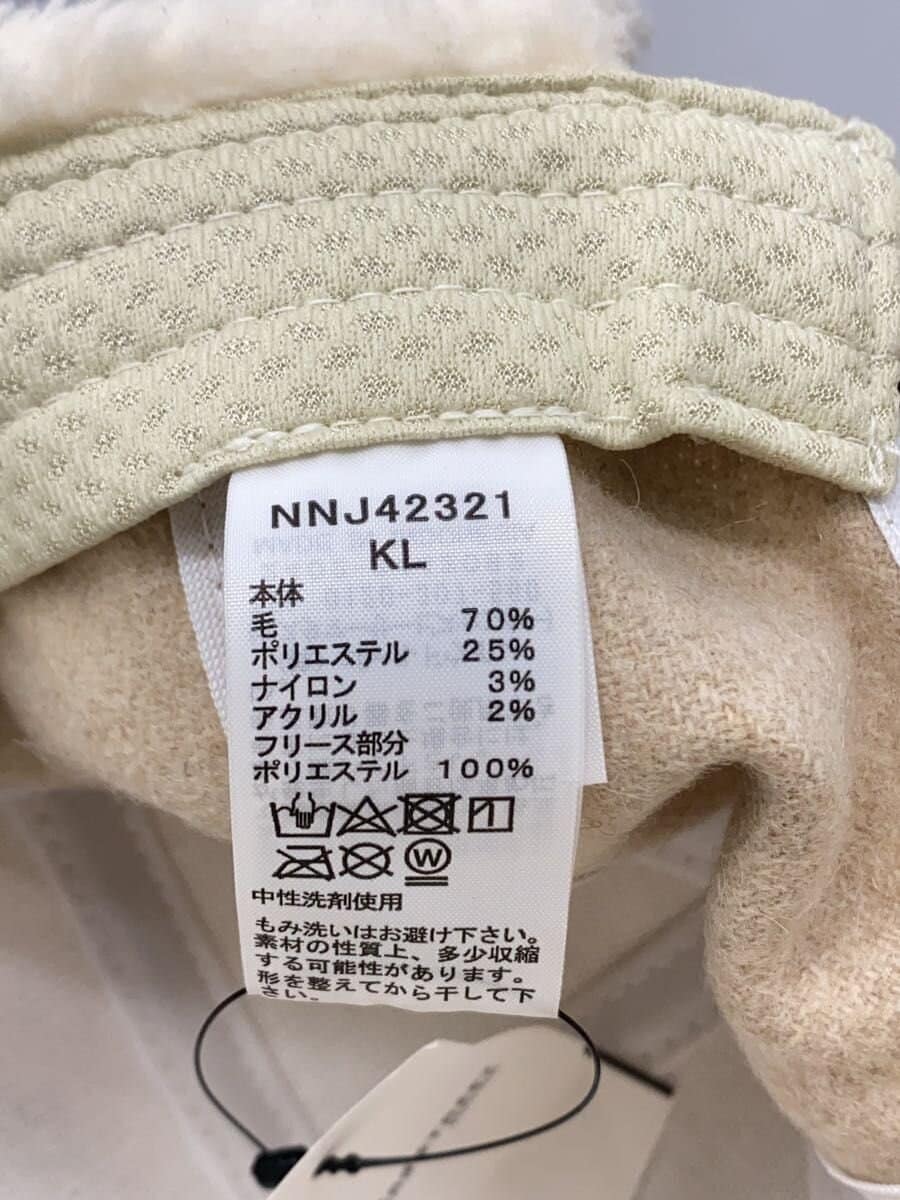 NNJ42321
KL
本体
毛 70%
ポリエステル 25%
ナイロン 3%
アクリル 2%
フリース部分
ポリエステル 100%
W
中性洗剤使用
もみ洗いはお避け下さい。
素材の性質上、多少収縮
する可能性があります。
形を整えてから干して下
さい。